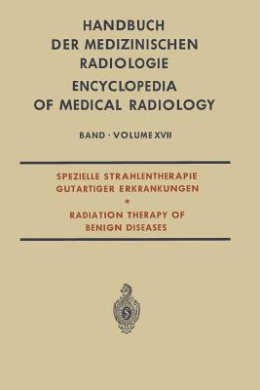 HANDBUCH
DER MEDIZINISCHEN
RADIOLOGIE
ENCYCLOPEDIA
OF MEDICAL RADIOLOGY
BAND · VOLUME XVII
SPEZIELLE STRAHLENTHERAPIE
GUTARTIGER ERKRANKUNGEN
*
RADIATION THERAPY OF
BENIGN DISEASES